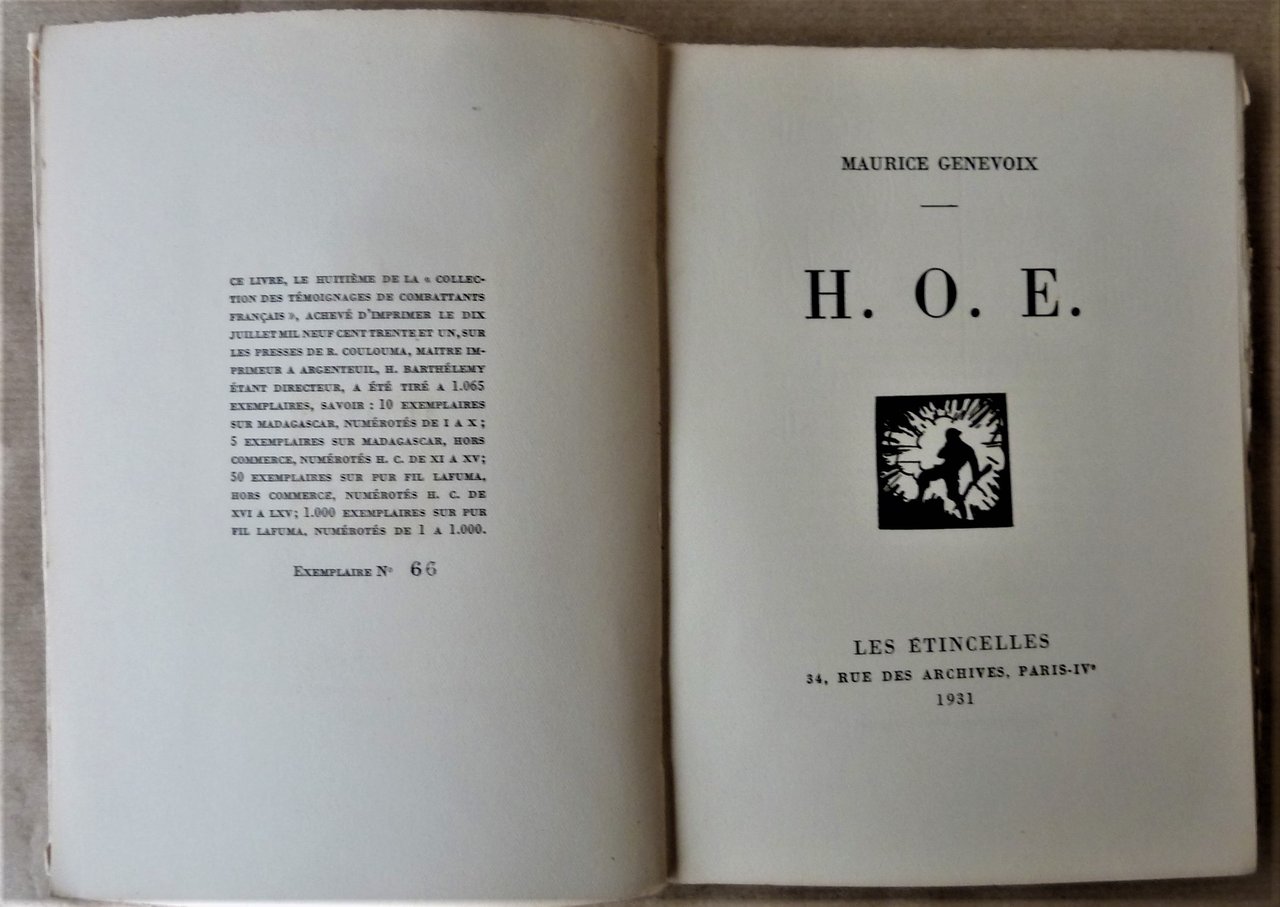 CE LIVRE, LE HUITIÈME DE LA « COLLEC-
TION DES TÉMOIGNAGES DE COMBATTANTS
FRANÇAIS », ACHEVÉ D'IMPRIMER LE DIX
JUILLET MIL NEUF CENT TRENTE ET UN, SUR
LES PRESSES DE R. COULOUMA, MAITRE IM-
PRIMEUR A ARGENTEUIL, H. BARTHÉLEMY
ÉTANT DIRECTEUR, A ÉTÉ TIRÉ A 1.065
EXEMPLAIRES, SAVOIR : 10 EXEMPLAIRES
SUR MADAGASCAR, NUMÉROTÉS DE I A X ;
5 EXEMPLAIRES SUR MADAGASCAR, HORS
COMMERCE, NUMÉROTÉS H. C. DE XI A XV ;
50 EXEMPLAIRES SUR PUR FIL LAFUMA,
HORS COMMERCE, NUMÉROTÉS H. C. DE
XVI A LXV ; 1.000 EXEMPLAIRES SUR PUR
FIL LAFUMA, NUMÉROTÉS DE 1 A 1.000.
EXEMPLAIRE Nº 66
MAURICE GENEVOIX
H. O. E.
LES ÉTINCELLES
34, RUE DES ARCHIVES, PARIS-IVe
1931